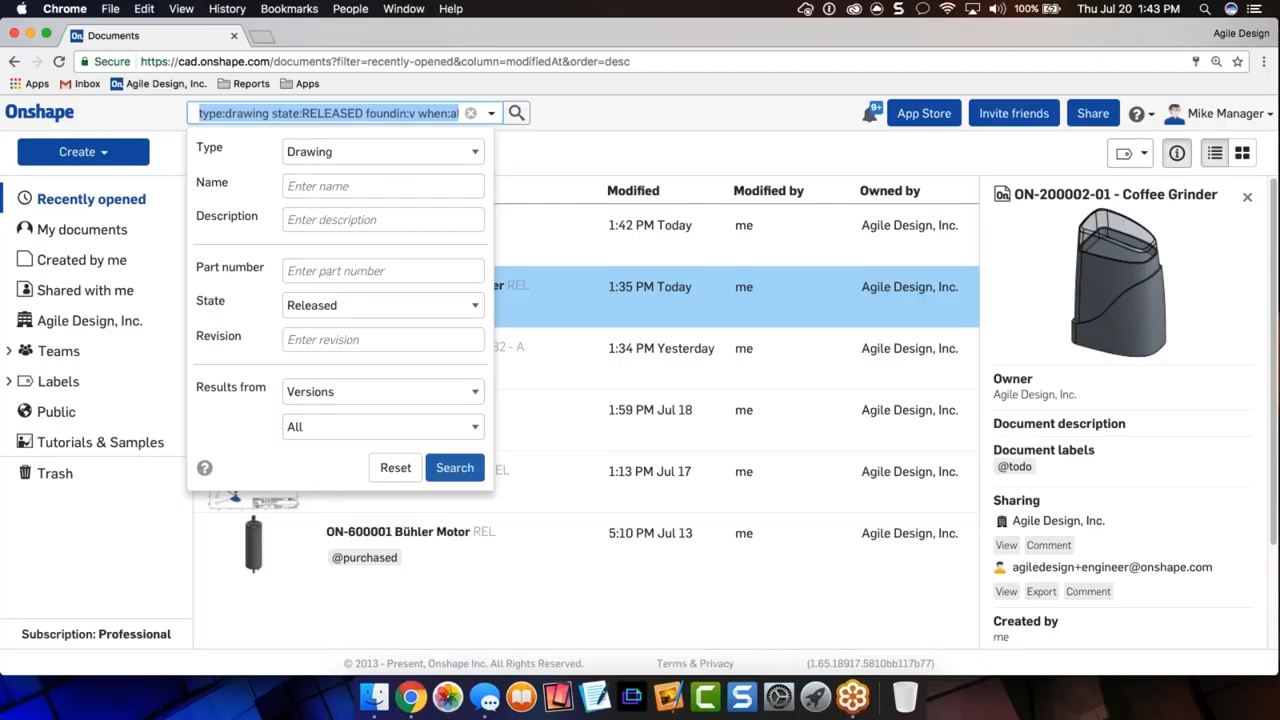 Chrome File Edit View History Bookmarks People Window Help 100% Thu Jul 20 1:43 PM
On Documents × Agile Design
Secure https://cad.onshape.com/documents?filter=recently-opened&column=modifiedAt&order=desc
Apps Inbox On Agile Design, Inc. Reports Apps
Onshape type:drawing state:RELEASED foundin:v when:al 9+ App Store Invite friends Share ? Mike Manager
Create
Type Drawing
Name Enter name
Description Enter description
Part number Enter part number
State Released
Revision Enter revision
Results from Versions
All
? Reset Search
Recently opened
My documents
Created by me
Shared with me
Agile Design, Inc.
Teams
Labels
Public
Tutorials & Samples
Trash
Subscription: Professional
Modified Modified by Owned by
1:42 PM Today me Agile Design, Inc.
er REL 1:35 PM Today me Agile Design, Inc.
32 - A 1:34 PM Yesterday me Agile Design, Inc.
1:59 PM Jul 18 me Agile Design, Inc.
EL 1:13 PM Jul 17 me Agile Design, Inc.
ON-600001 Bühler Motor REL 5:10 PM Jul 13 me Agile Design, Inc.
@purchased
On ON-200002-01 - Coffee Grinder ×
Owner
Agile Design, Inc.
Document description
Document labels
@todo
Sharing
Agile Design, Inc.
View Comment
agiledesign+engineer@onshape.com
View Export Comment
Created by
me
© 2013 - Present, Onshape Inc. All Rights Reserved. Terms & Privacy (1.65.18917.5810bb117b77)